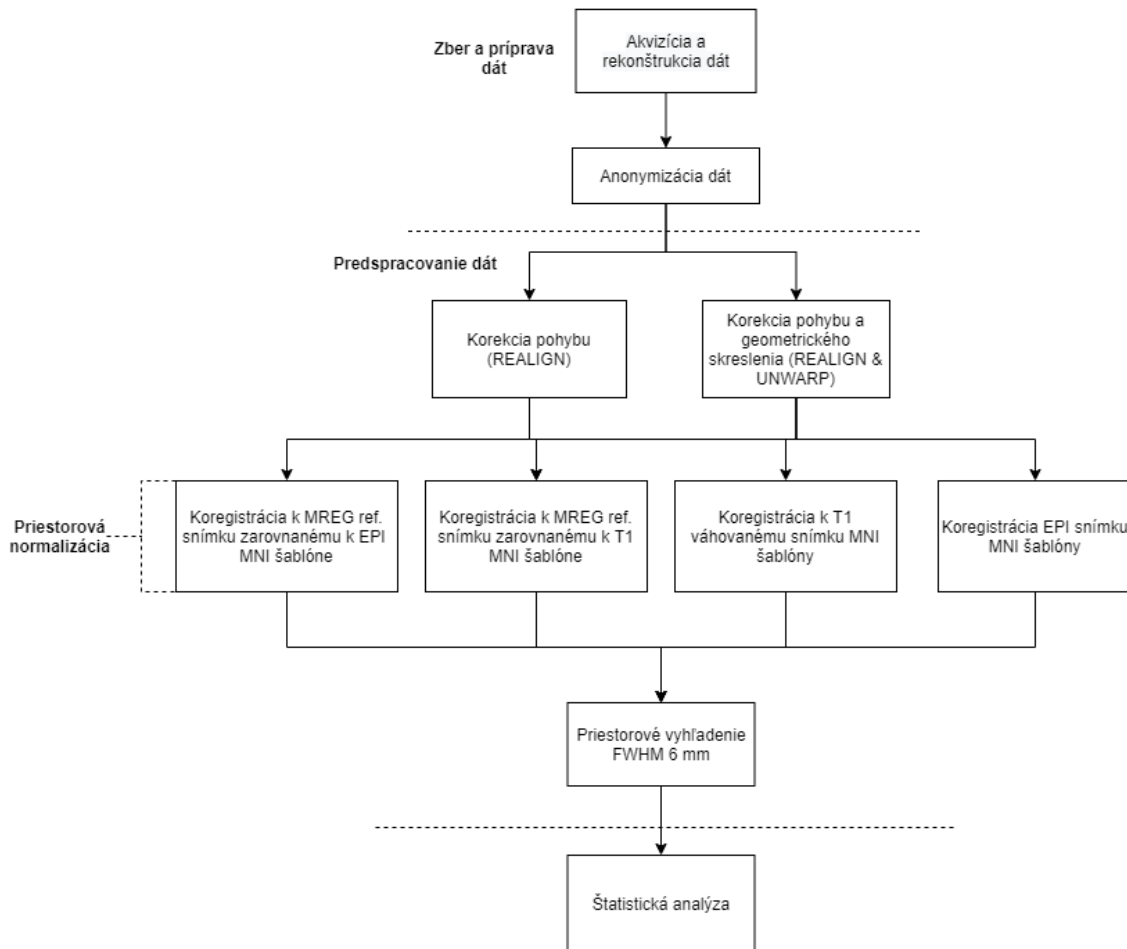 Zber a príprava
dát
Akvizícia a
rekonštrukcia dát
Anonymizácia dát
Predspracovanie dát
Korekcia pohybu
(REALIGN)
Korekcia pohybu a
geometrického
skreslenia (REALIGN &
UNWARP)
Priestorová
normalizácia
Koregistrácia k MREG ref.
snímku zarovnanému k EPI
MNI šablóne
Koregistrácia k MREG ref.
snímku zarovnanému k T1
MNI šablóne
Koregistrácia k T1
váhovanému snímku MNI
šablóny
Koregistrácia EPI snímku
MNI šablóny
Priestorové vyhľadenie
FWHM 6 mm
Štatistická analýza